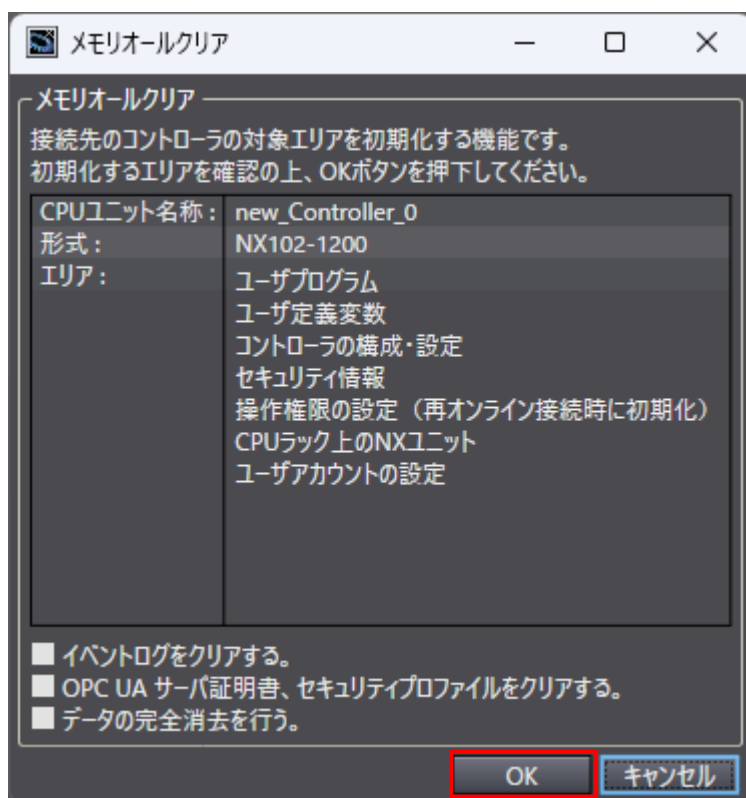 メモリオールクリア
メモリオールクリア
接続先のコントローラの対象エリアを初期化する機能です。
初期化するエリアを確認の上、OKボタンを押下してください。
CPUユニット名称： new_Controller_0
形式： NX102-1200
エリア： ユーザプログラム
ユーザ定義変数
コントローラの構成・設定
セキュリティ情報
操作権限の設定（再オンライン接続時に初期化）
CPUラック上のNXユニット
ユーザアカウントの設定
イベントログをクリアする。
OPC UA サーバ証明書、セキュリティプロファイルをクリアする。
データの完全消去を行う。
OK キャンセル